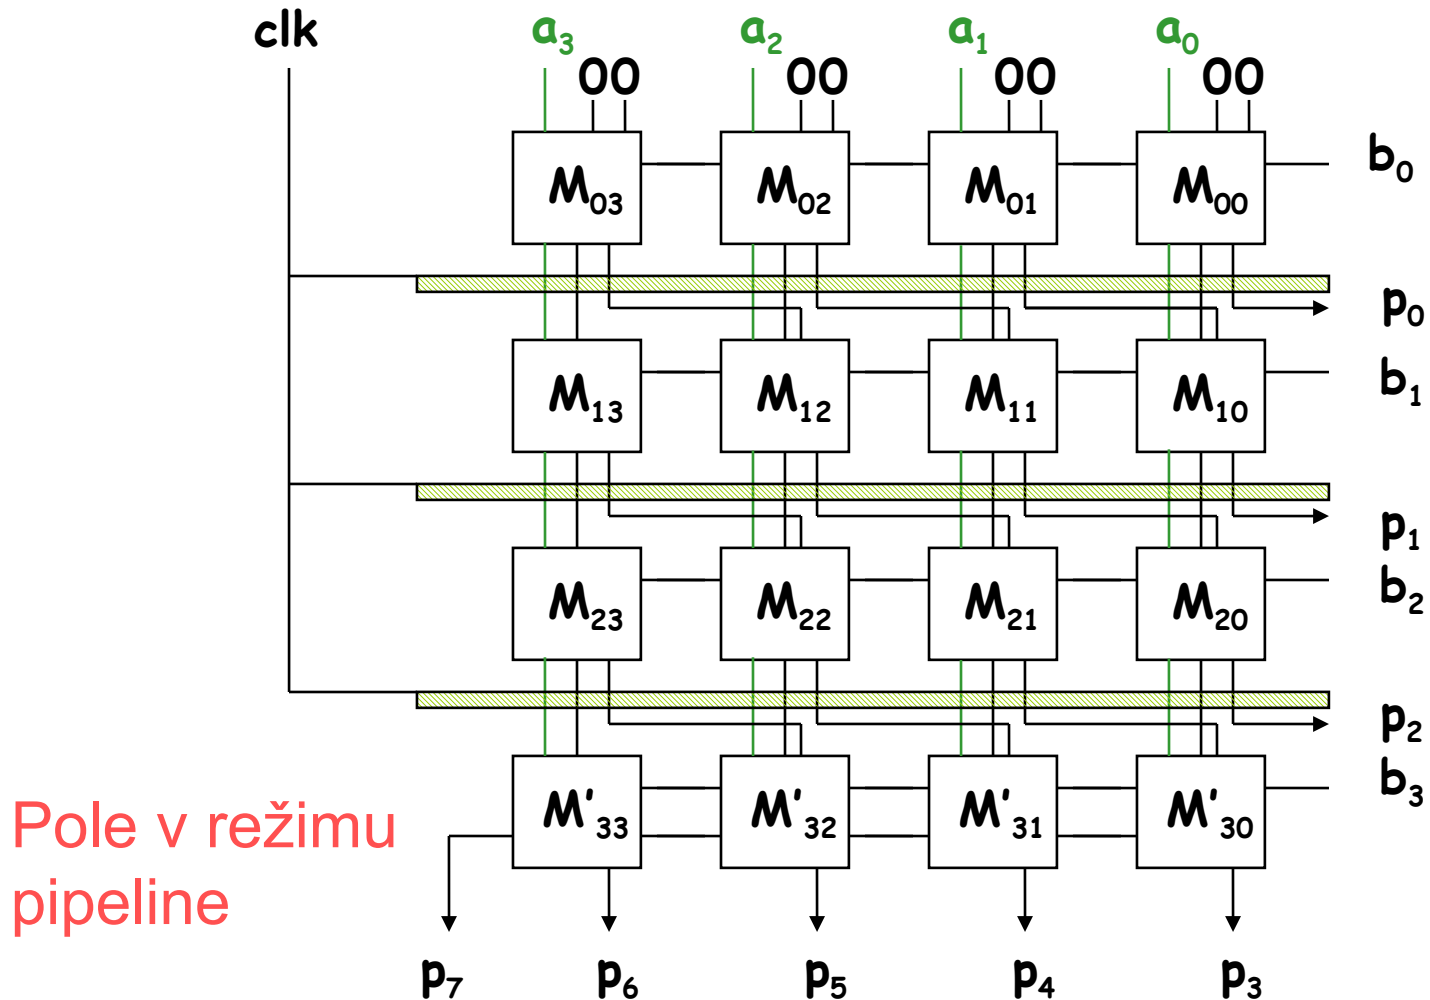 clk a₃ a₂ a₁ a₀
00 00 00 00
M₀₃ M₀₂ M₀₁ M₀₀ b₀
p₀
M₁₃ M₁₂ M₁₁ M₁₀ b₁
p₁
M₂₃ M₂₂ M₂₁ M₂₀ b₂
p₂
M'₃₃ M'₃₂ M'₃₁ M'₃₀ b₃
Pole v režimu
pipeline
p₇ p₆ p₅ p₄ p₃